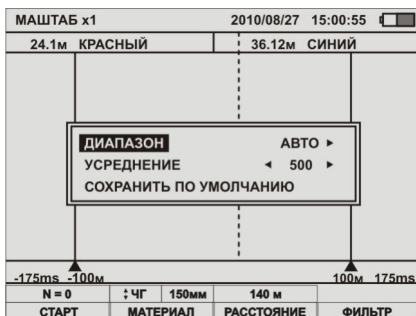 МАШТАБ x1 2010/08/27 15:00:55
24.1м КРАСНЫЙ 36.12м СИНИЙ
ДИАПАЗОН АВТО ►
УСРЕДНЕНИЕ ◄ 500 ►
СОХРАНИТЬ ПО УМОЛЧАНИЮ
-175ms -100м 100м 175ms
N = 0 ЧГ 150мм 140 м
СТАРТ МАТЕРИАЛ РАССТОЯНИЕ ФИЛЬТР